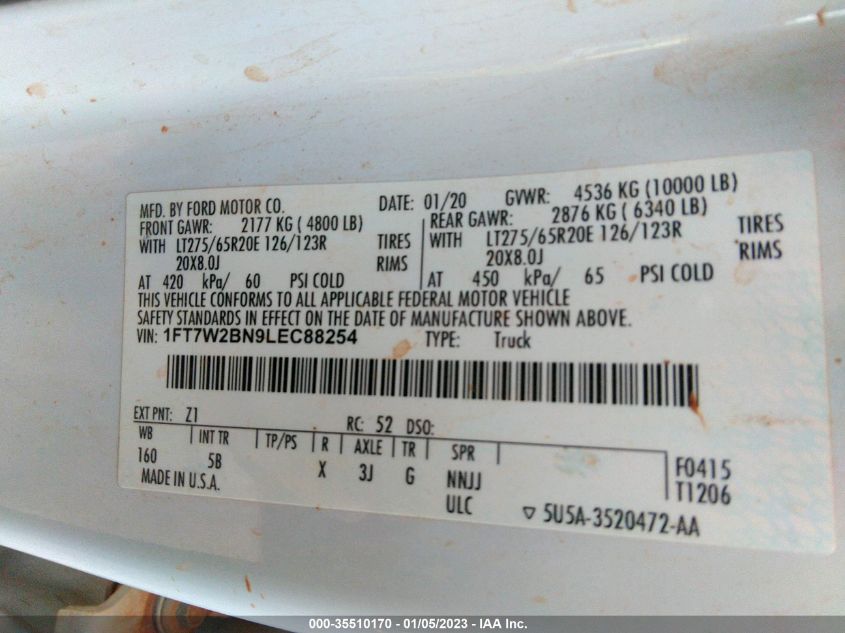 MFD. BY FORD MOTOR CO. DATE: 01/20 GVWR: 4536 KG (10000 LB)
FRONT GAWR: 2177 KG ( 4800 LB) REAR GAWR: 2876 KG ( 6340 LB)
WITH LT275/65R20E 126/123R TIRES WITH LT275/65R20E 126/123R TIRES
20X8.0J RIMS 20X8.0J RIMS
AT 420 kPa/ 60 PSI COLD AT 450 kPa/ 65 PSI COLD
THIS VEHICLE CONFORMS TO ALL APPLICABLE FEDERAL MOTOR VEHICLE
SAFETY STANDARDS IN EFFECT ON THE DATE OF MANUFACTURE SHOWN ABOVE.
VIN: 1FT7W2BN9LEC88254 TYPE: Truck
EXT PNT: Z1 RC: 52 DSO:
WB INT TR TP/PS R AXLE TR SPR
160 5B X 3J G NNJJ F0415
MADE IN U.S.A. ULC T1206
▽ 5U5A-3520472-AA
000-35510170 - 01/05/2023 - IAA Inc.